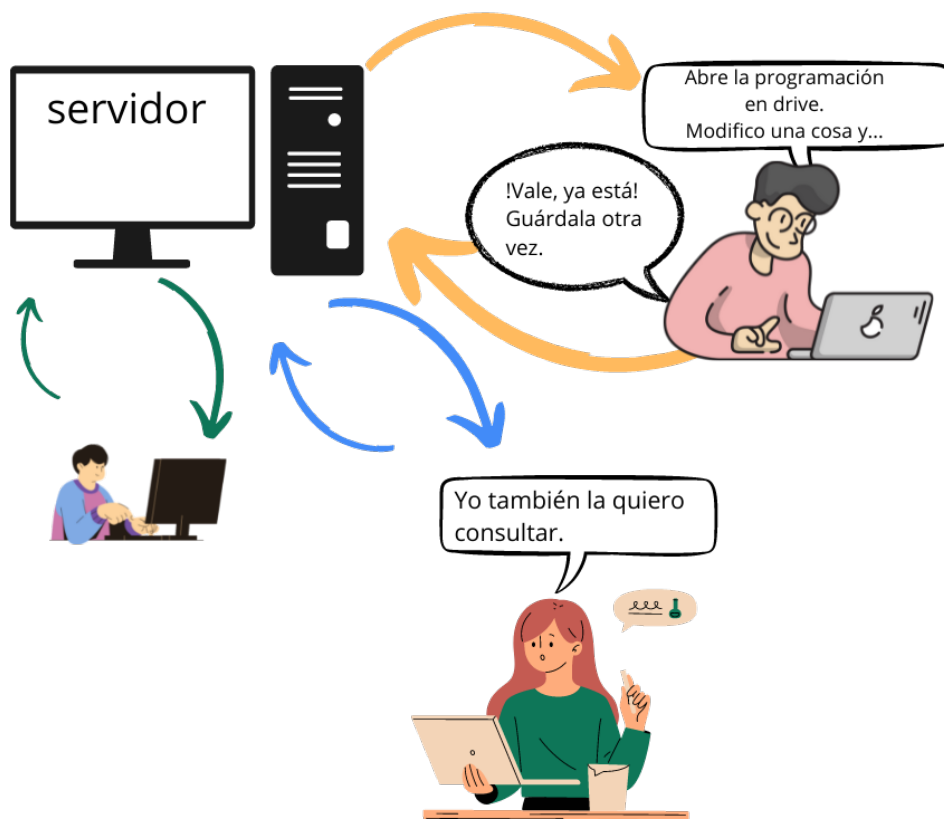 servidor
Abre la programación
en drive.
Modifico una cosa y...
!Vale, ya está!
Guárdala otra
vez.
Yo también la quiero
consultar.